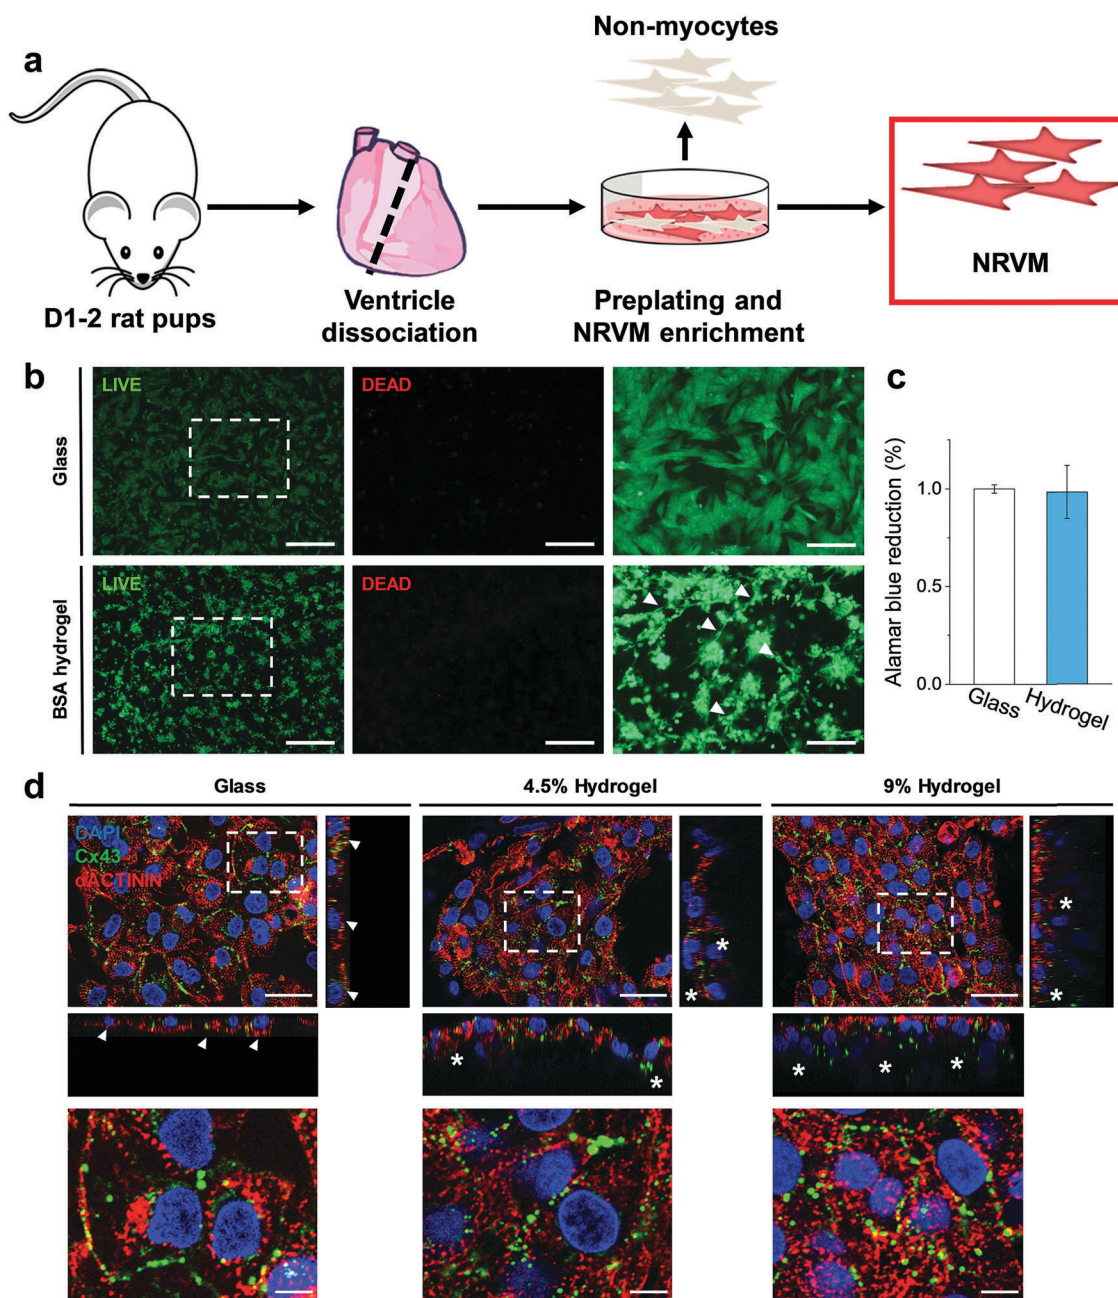 a
Non-myocytes
D1-2 rat pups
Ventricle
dissociation
Preplating and
NRVM enrichment
NRVM
b
Glass
LIVE
DEAD
BSA hydrogel
LIVE
DEAD
c
Alamar blue reduction (%)
1.0
0.5
0.0
Glass
Hydrogel
d
Glass
4.5% Hydrogel
9% Hydrogel
DAPI
Cx43
αACTININ
*
*
*
*
*
*
*
*
*